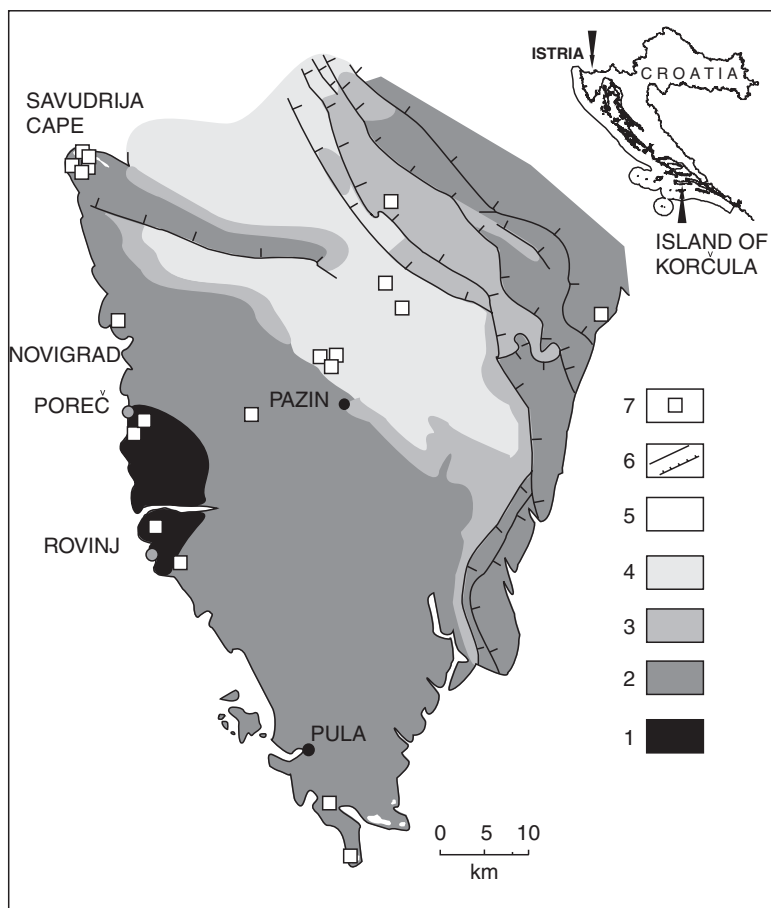 ISTRIA
CROATIA
SAVUDRIJA
CAPE
ISLAND OF
KORČULA
NOVIGRAD
POREČ
PAZIN
ROVINJ
PULA
7
6
5
4
3
2
1
0 5 10
km